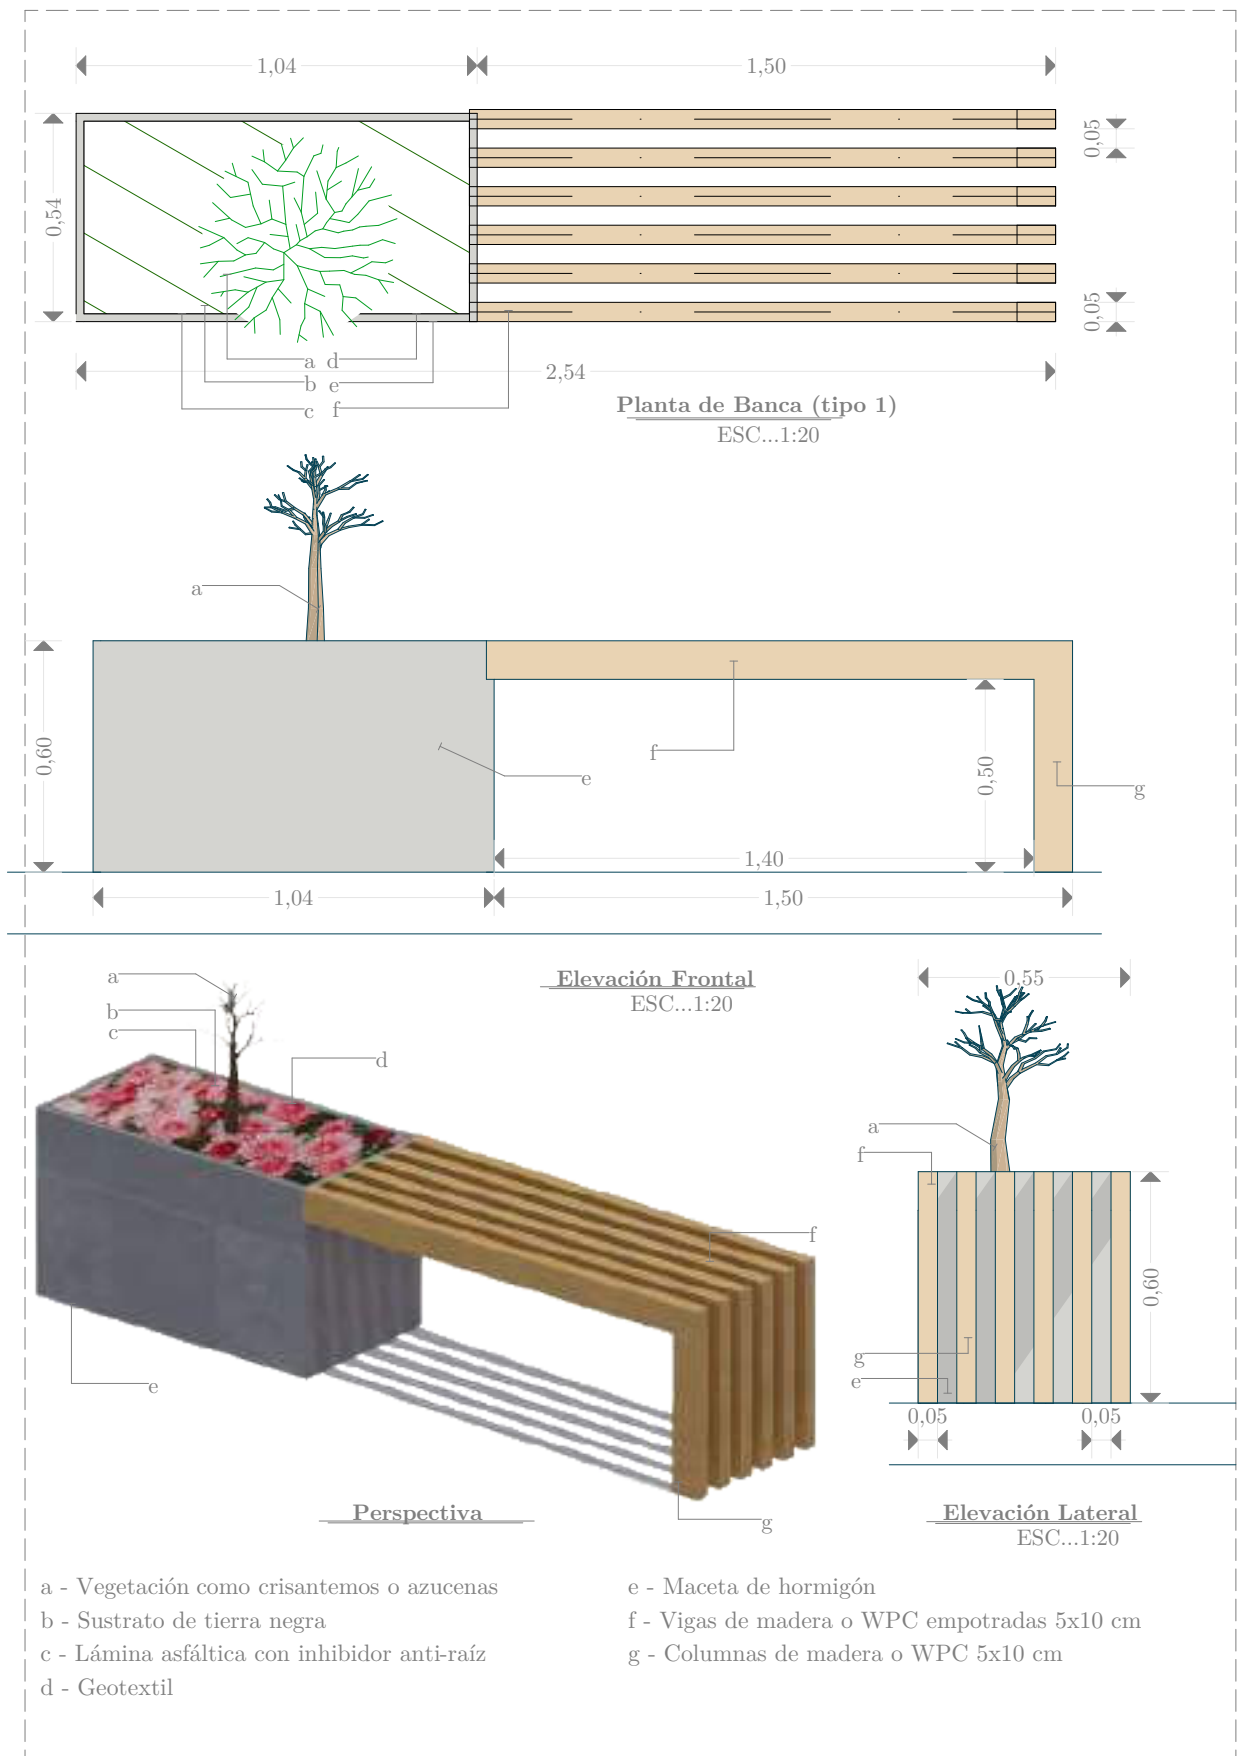 1,04
1,50
0,05
0,54
0,05
a d
b e
c f
2,54
Planta de Banca (tipo 1)
ESC...1:20
a
0,60
f
0,50
e
g
1,40
1,04
1,50
Elevación Frontal
ESC...1:20
a
b
c
d
f
e
g
Perspectiva
0,55
a
f
0,60
g
e
0,05
0,05
Elevación Lateral
ESC...1:20
a - Vegetación como crisantemos o azucenas
b - Sustrato de tierra negra
c - Lámina asfáltica con inhibidor anti-raíz
d - Geotextil
e - Maceta de hormigón
f - Vigas de madera o WPC empotradas 5x10 cm
g - Columnas de madera o WPC 5x10 cm